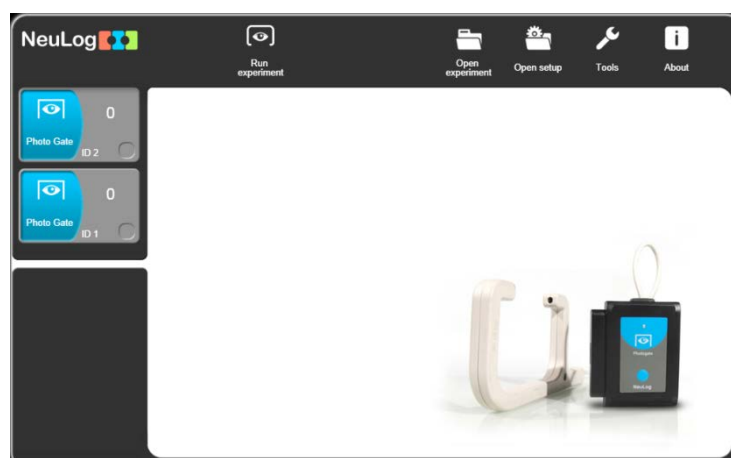 NeuLog
Run
experiment
Open
experiment
Open setup
Tools
i
About
0
Photo Gate
ID 2
0
Photo Gate
ID 1
Photogate
NeuLog